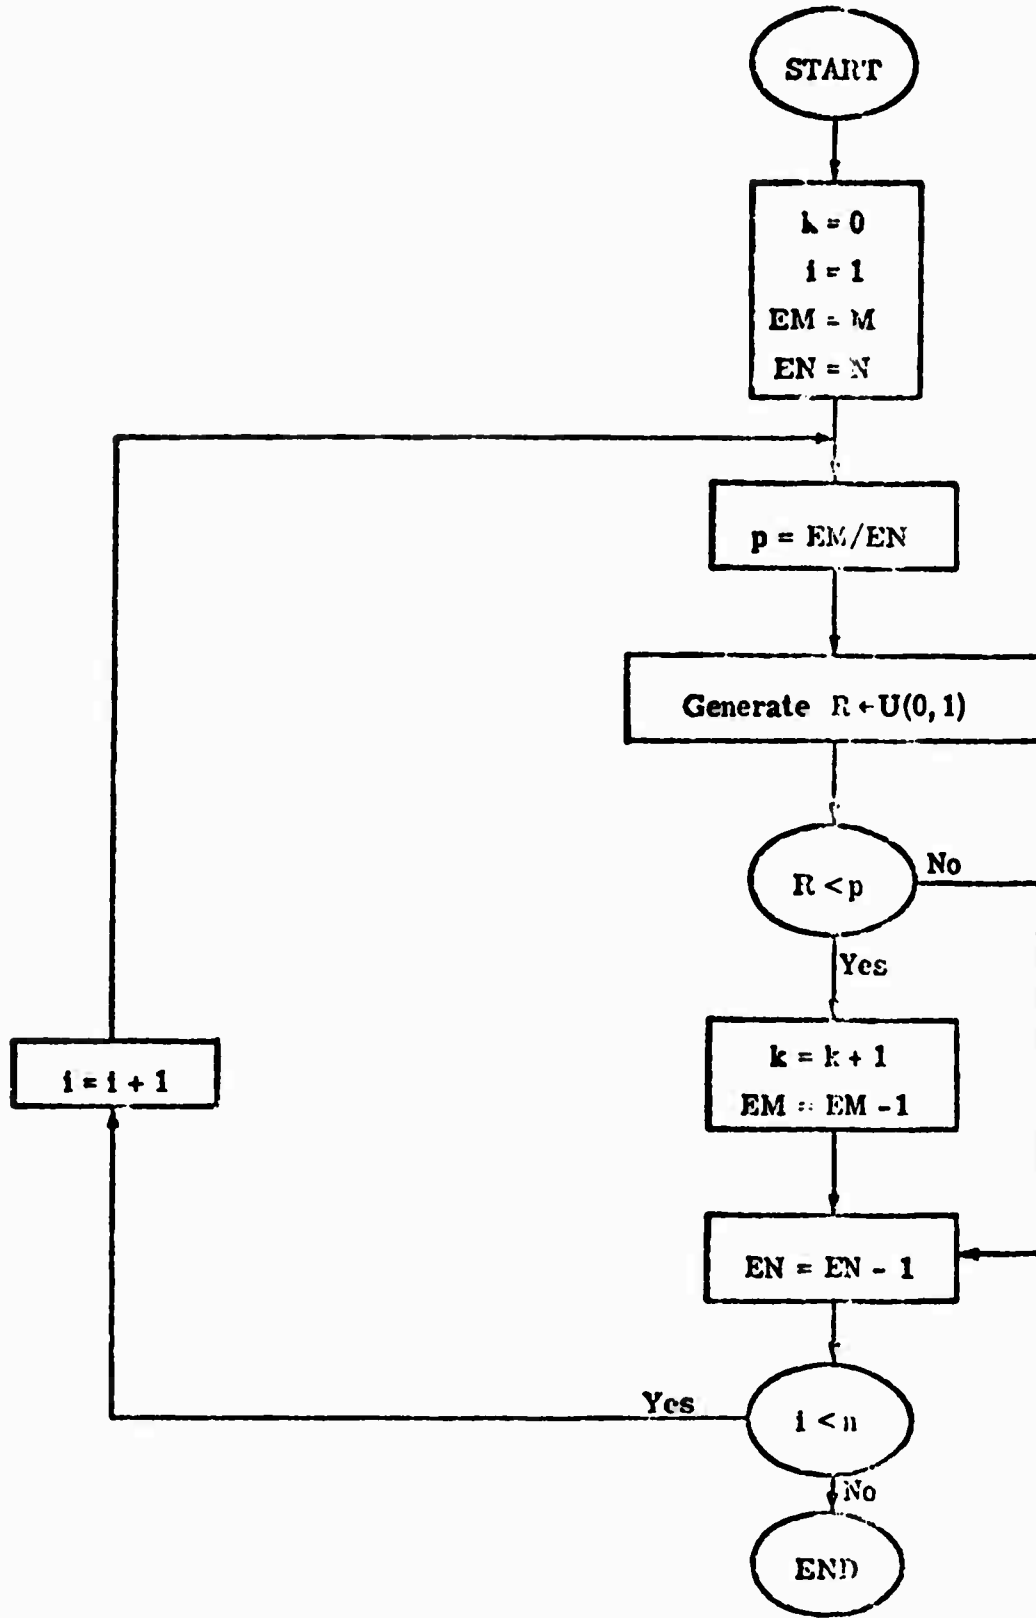 START
k = 0
i = 1
EM = M
EN = N
p = EM/EN
Generate R ← U(0, 1)
R < p
No
Yes
k = k + 1
EM = EM - 1
i = i + 1
EN = EN - 1
Yes
i < n
No
END